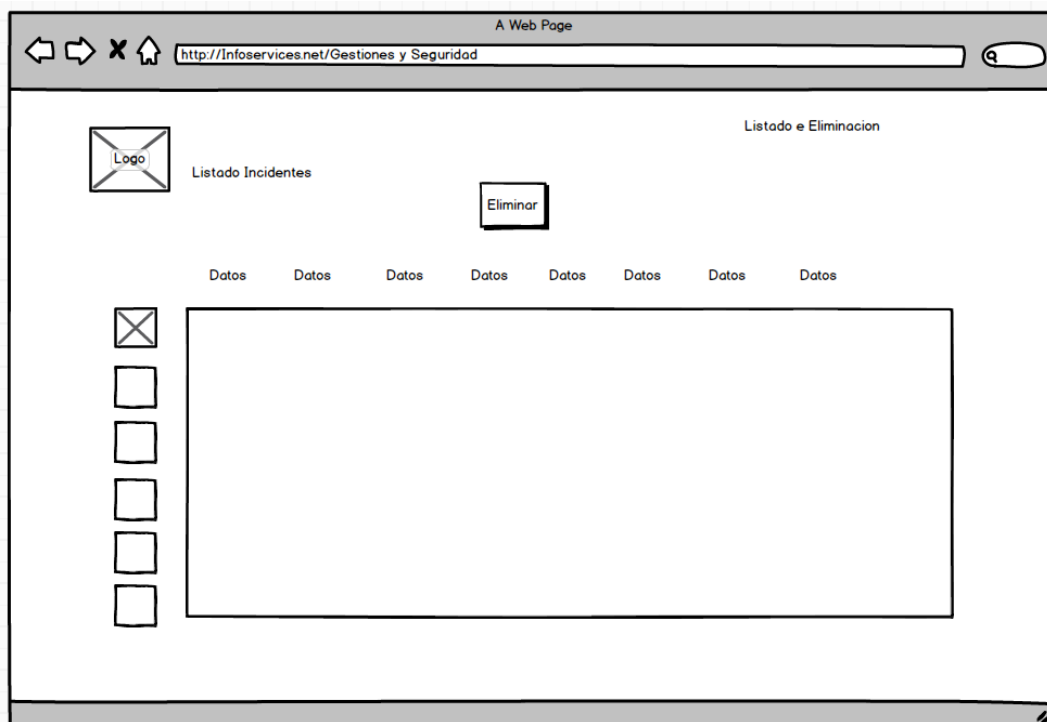 A Web Page
http://Infoservices.net/Gestiones y Seguridad
Listado e Eliminacion
Logo
Listado Incidentes
Eliminar
Datos Datos Datos Datos Datos Datos Datos Datos